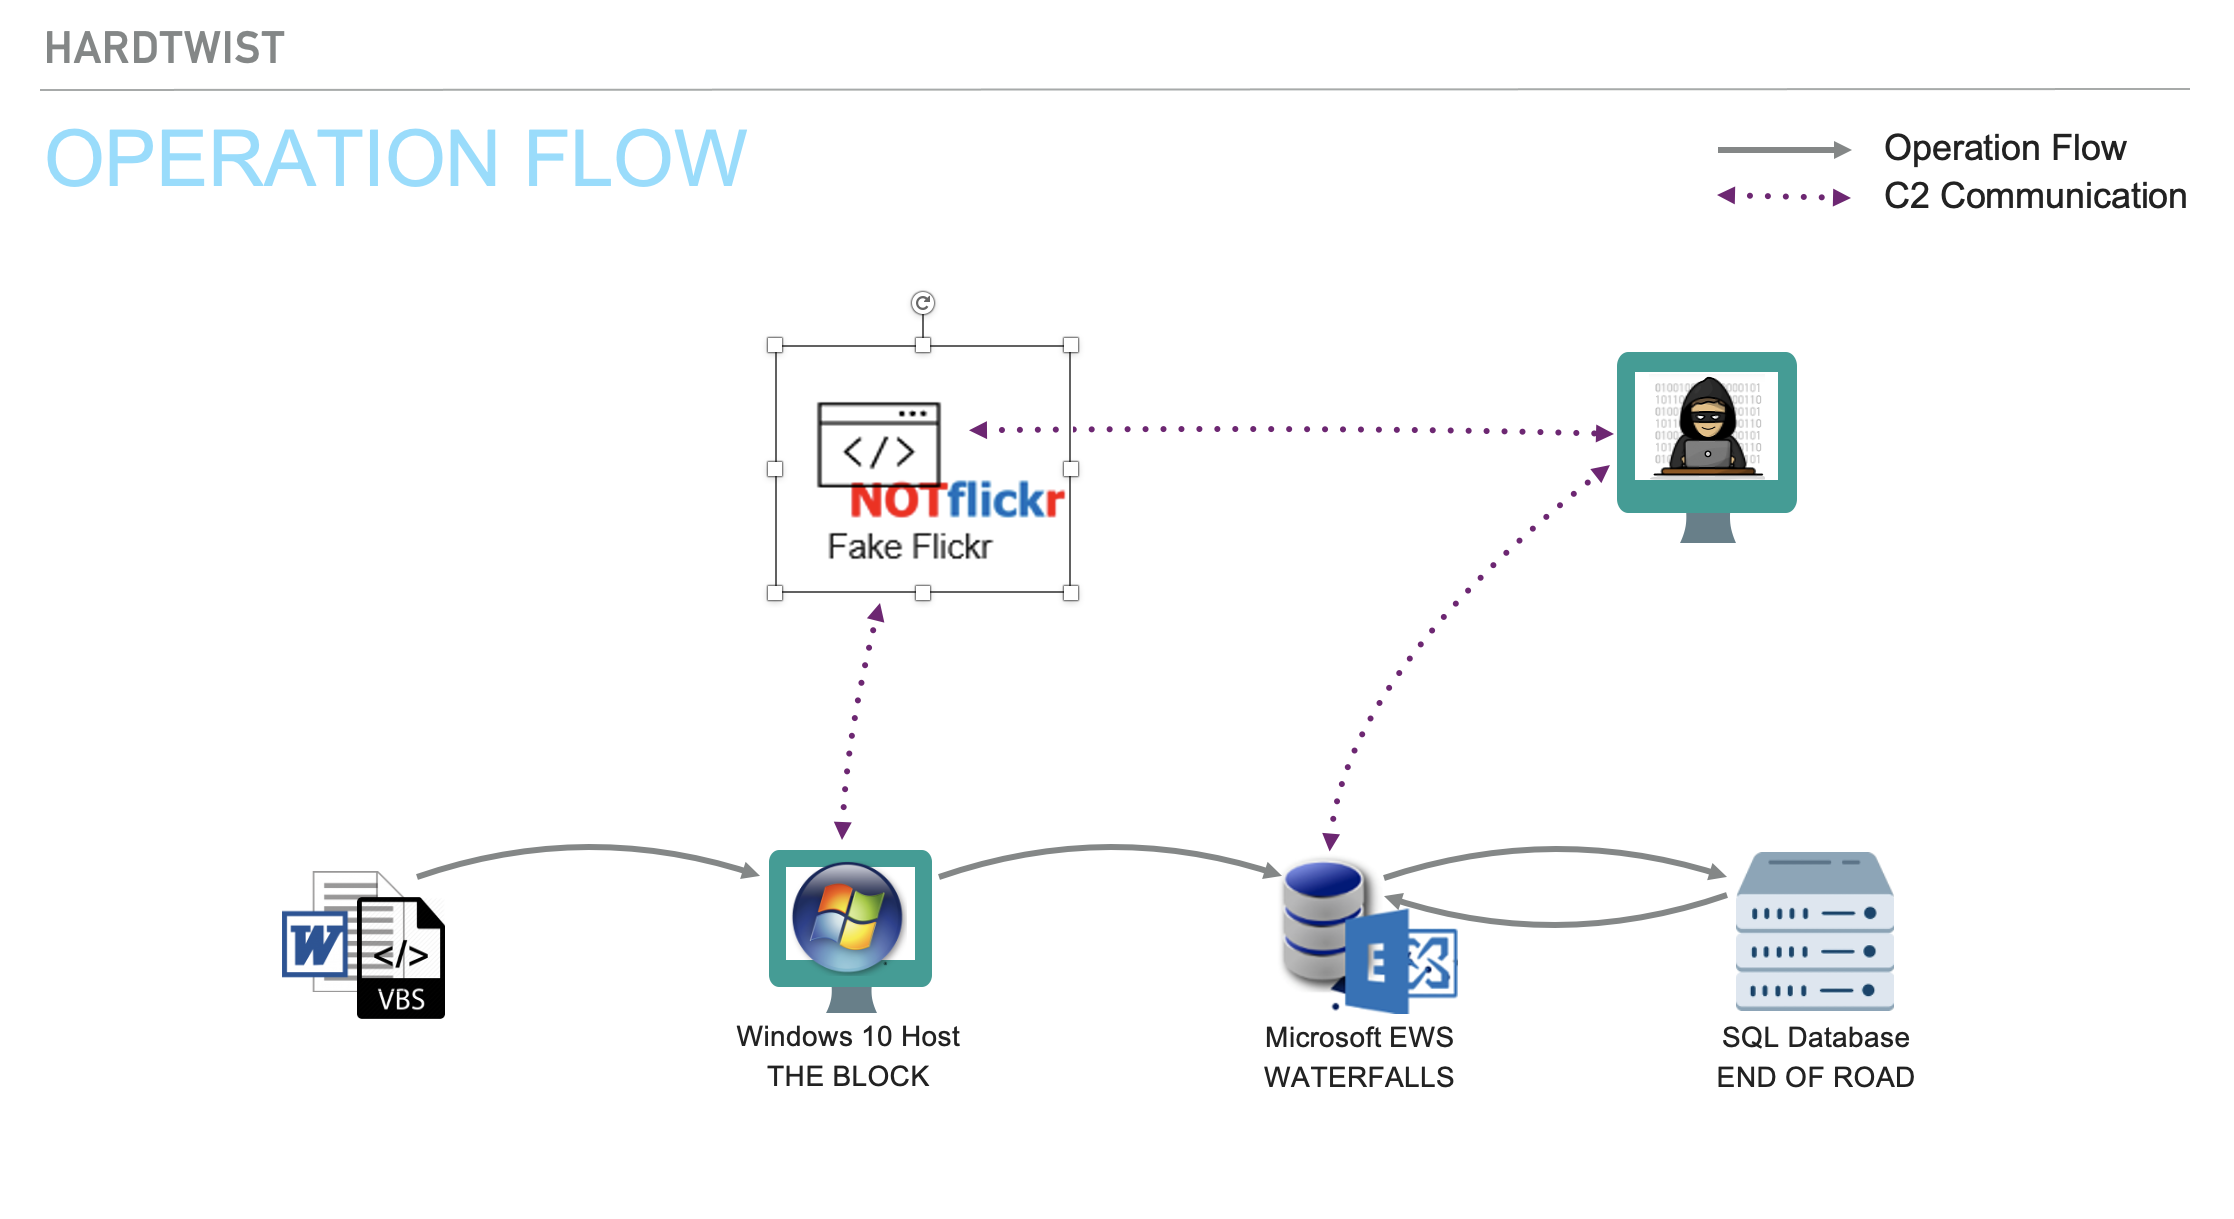 HARDTWIST
OPERATION FLOW
Operation Flow
C2 Communication
</>
NOTflickr
Fake Flickr
W
</>
VBS
E
Windows 10 Host
THE BLOCK
Microsoft EWS
WATERFALLS
SQL Database
END OF ROAD